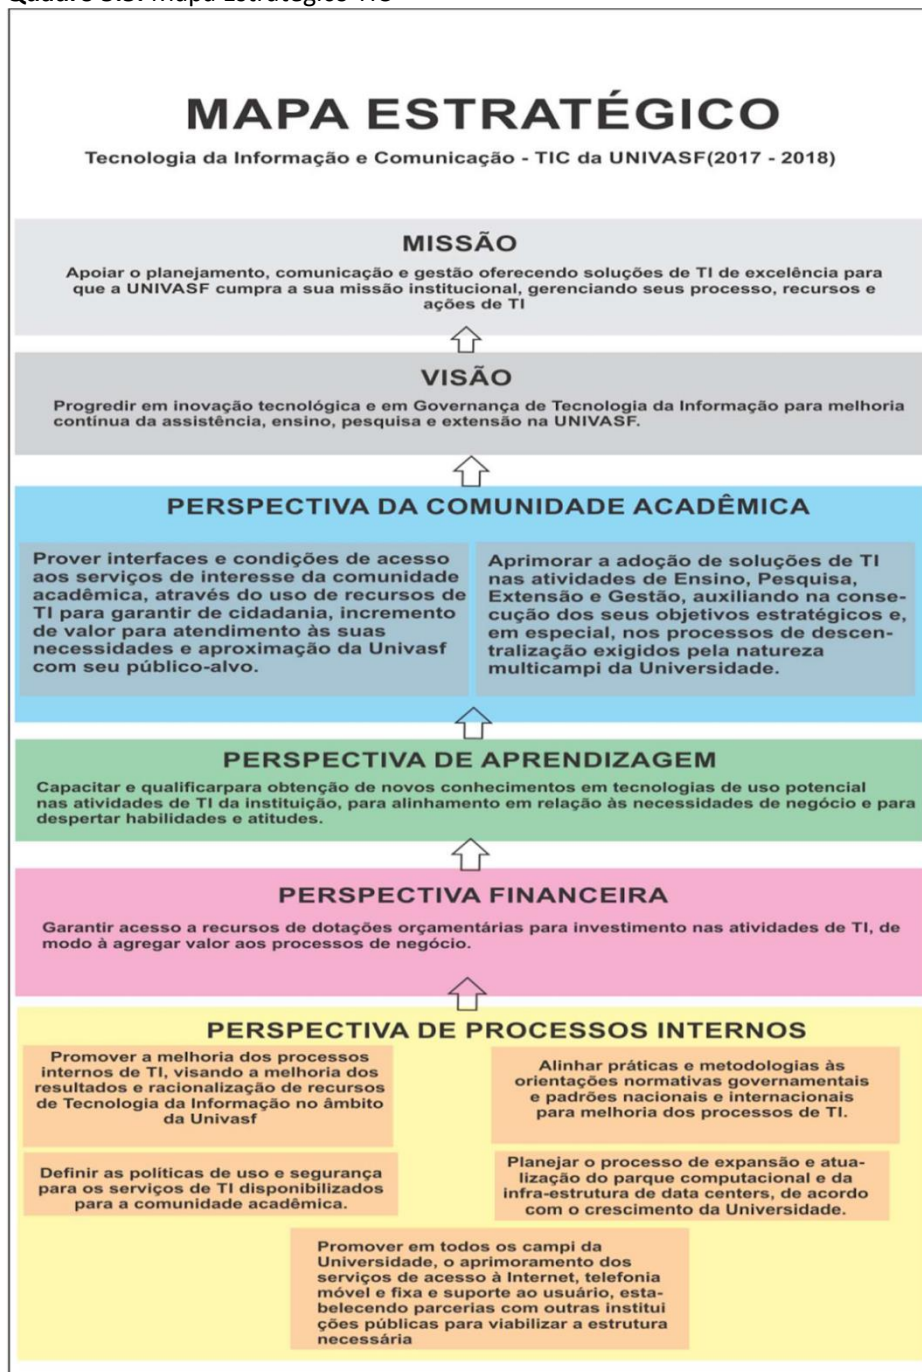 MAPA ESTRATÉGICO
Tecnologia da Informação e Comunicação - TIC da UNIVASF(2017 - 2018)
MISSÃO
Apoiar o planejamento, comunicação e gestão oferecendo soluções de TI de excelência para
que a UNIVASF cumpra a sua missão institucional, gerenciando seus processo, recursos e
ações de TI
VISÃO
Progredir em inovação tecnológica e em Governança de Tecnologia da Informação para melhoria
contínua da assistência, ensino, pesquisa e extensão na UNIVASF.
PERSPECTIVA DA COMUNIDADE ACADÊMICA
Prover interfaces e condições de acesso
aos serviços de interesse da comunidade
acadêmica, através do uso de recursos de
TI para garantir de cidadania, incremento
de valor para atendimento às suas
necessidades e aproximação da Univasf
com seu público-alvo.
Aprimorar a adoção de soluções de TI
nas atividades de Ensino, Pesquisa,
Extensão e Gestão, auxiliando na conse-
cução dos seus objetivos estratégicos e,
em especial, nos processos de descen-
tralização exigidos pela natureza
multicampi da Universidade.
PERSPECTIVA DE APRENDIZAGEM
Capacitar e qualificarpara obtenção de novos conhecimentos em tecnologias de uso potencial
nas atividades de TI da instituição, para alinhamento em relação às necessidades de negócio e para
despertar habilidades e atitudes.
PERSPECTIVA FINANCEIRA
Garantir acesso a recursos de dotações orçamentárias para investimento nas atividades de TI, de
modo à agregar valor aos processos de negócio.
PERSPECTIVA DE PROCESSOS INTERNOS
Promover a melhoria dos processos
internos de TI, visando a melhoria dos
resultados e racionalização de recursos
de Tecnologia da Informação no âmbito
da Univasf
Alinhar práticas e metodologias às
orientações normativas governamentais
e padrões nacionais e internacionais
para melhoria dos processos de TI.
Definir as políticas de uso e segurança
para os serviços de TI disponibilizados
para a comunidade acadêmica.
Planejar o processo de expansão e atua-
lização do parque computacional e da
infra-estrutura de data centers, de acordo
com o crescimento da Universidade.
Promover em todos os campi da
Universidade, o aprimoramento dos
serviços de acesso à Internet, telefonia
móvel e fixa e suporte ao usuário, esta-
belecendo parcerias com outras institui
ções públicas para viabilizar a estrutura
necessária